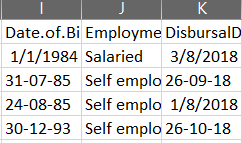 I J K
Date.of.Bi Employme DisbursalD
1/1/1984 Salaried 3/8/2018
31-07-85 Self emplo 26-09-18
24-08-85 Self emplo 1/8/2018
30-12-93 Self emplo 26-10-18